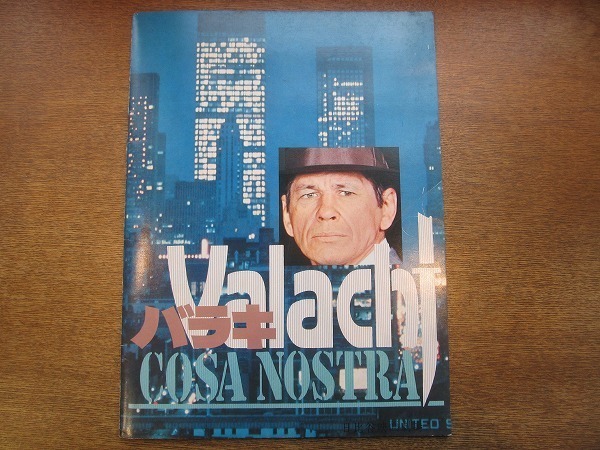 Valachi
バラキ
COSA NOSTRA
UNITED S